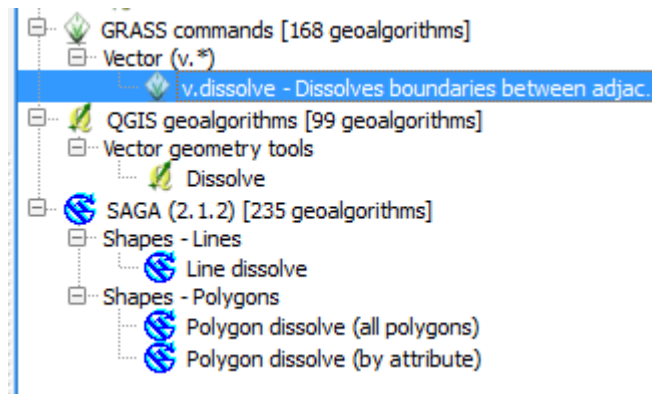 GRASS commands [168 geoalgorithms]
Vector (v.*)
v.dissolve - Dissolves boundaries between adjac.
QGIS geoalgorithms [99 geoalgorithms]
Vector geometry tools
Dissolve
SAGA (2.1.2) [235 geoalgorithms]
Shapes - Lines
Line dissolve
Shapes - Polygons
Polygon dissolve (all polygons)
Polygon dissolve (by attribute)